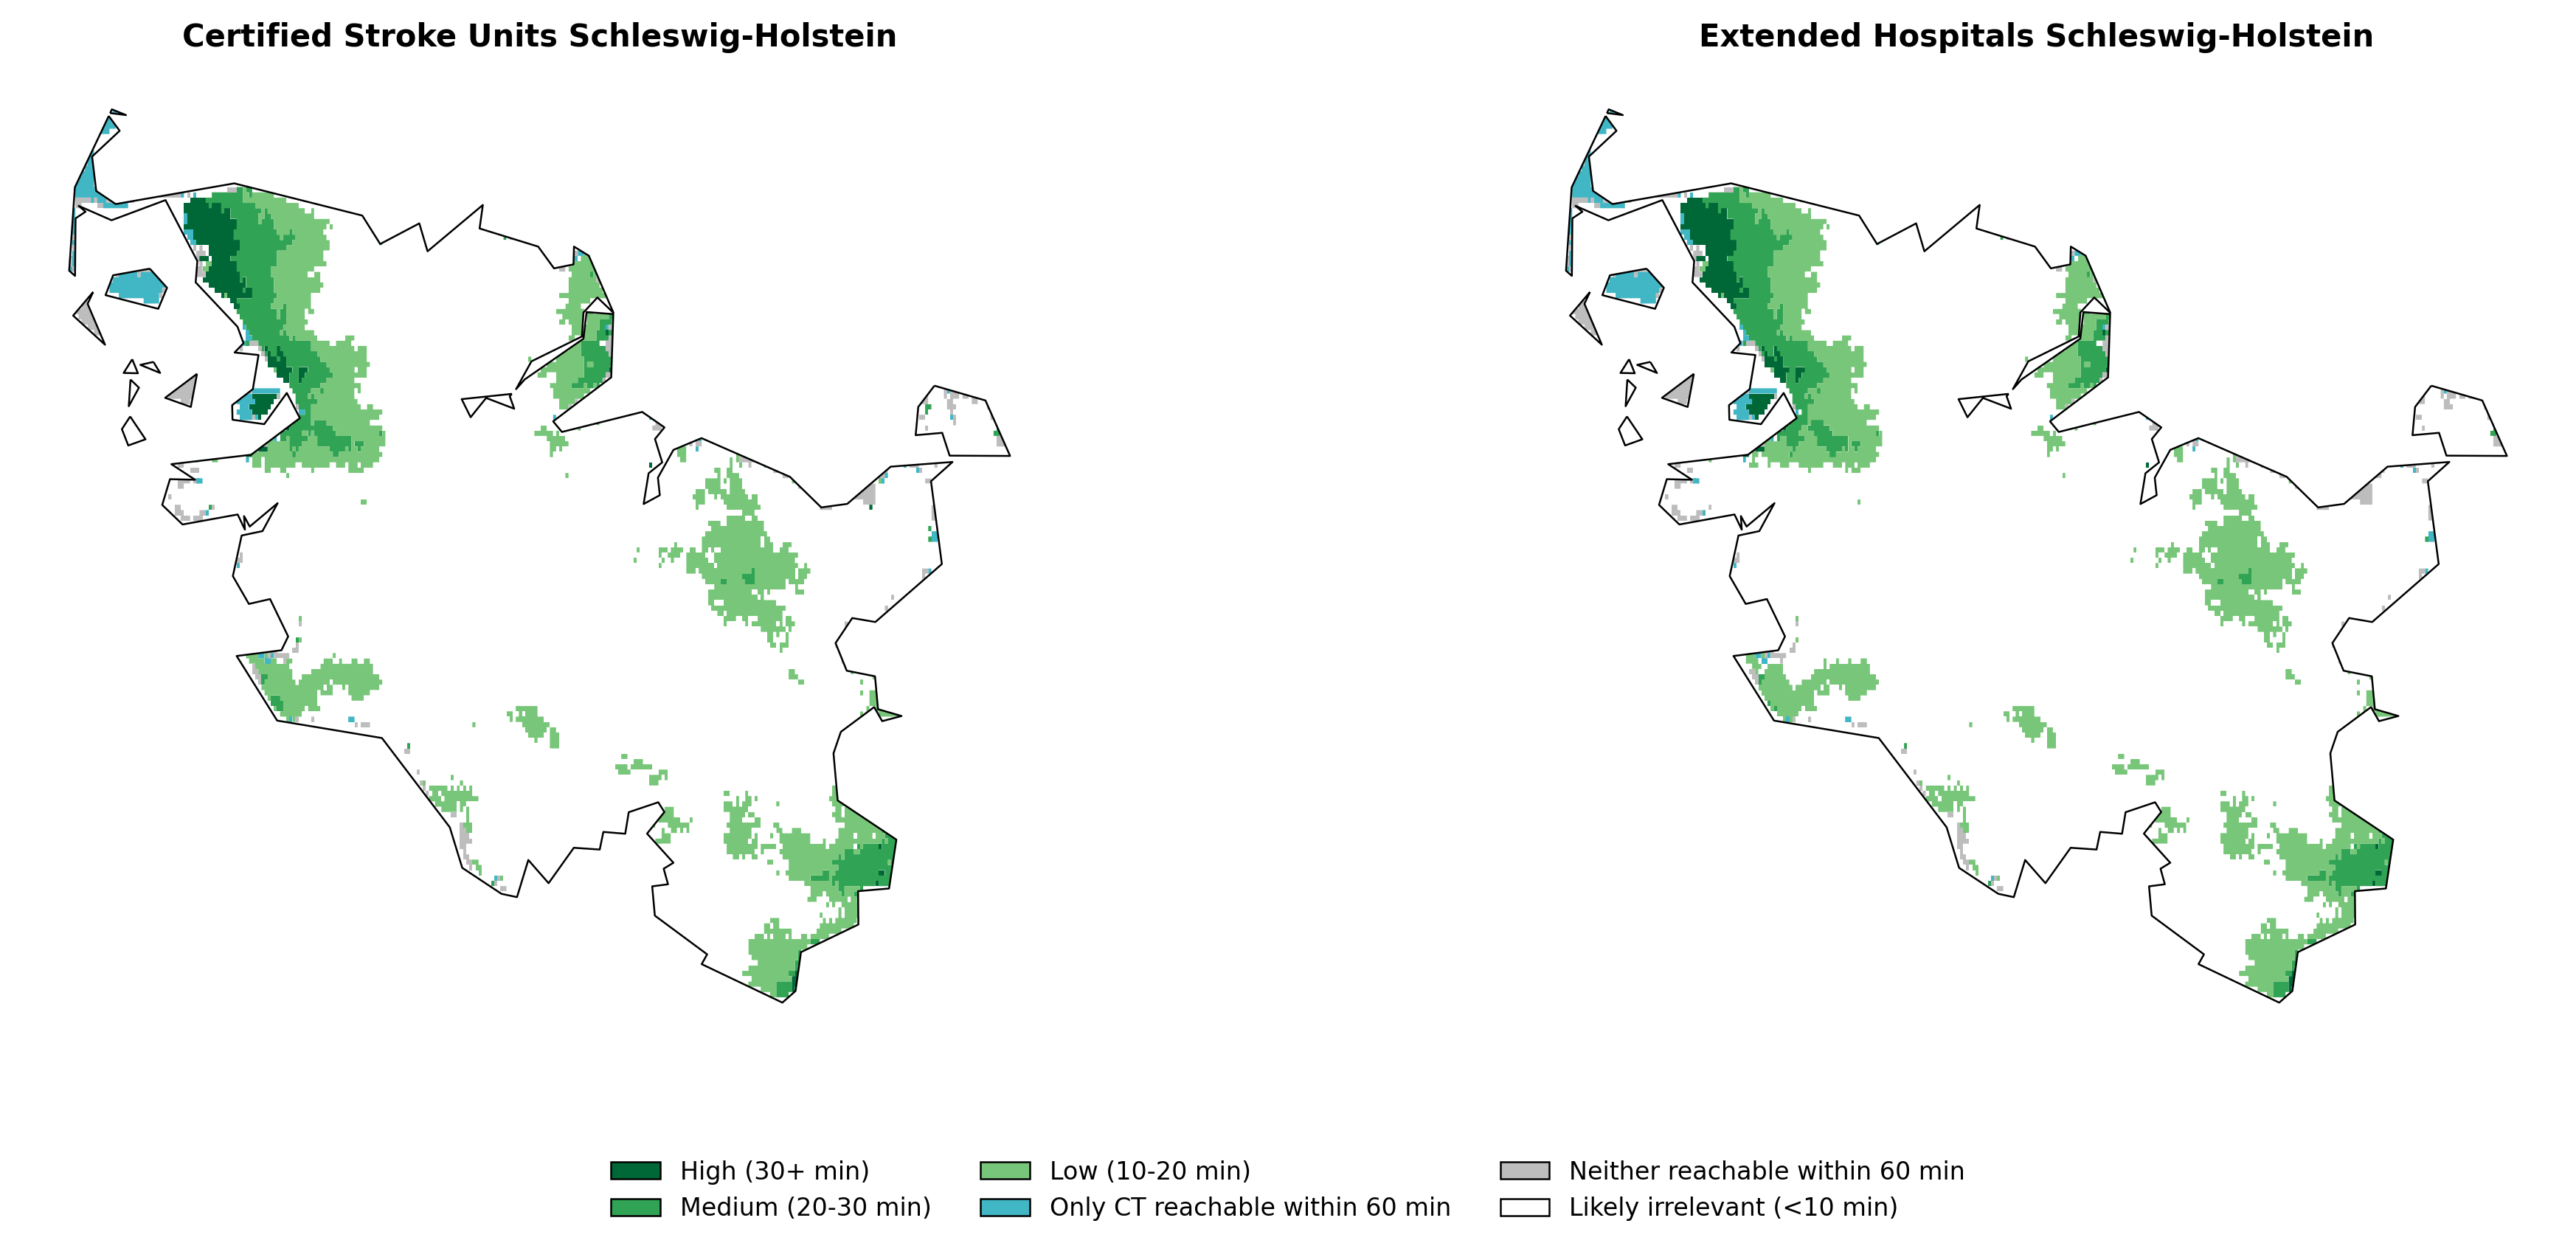 Certified Stroke Units Schleswig-Holstein
Extended Hospitals Schleswig-Holstein
High (30+ min)
Medium (20-30 min)
Low (10-20 min)
Only CT reachable within 60 min
Neither reachable within 60 min
Likely irrelevant (<10 min)